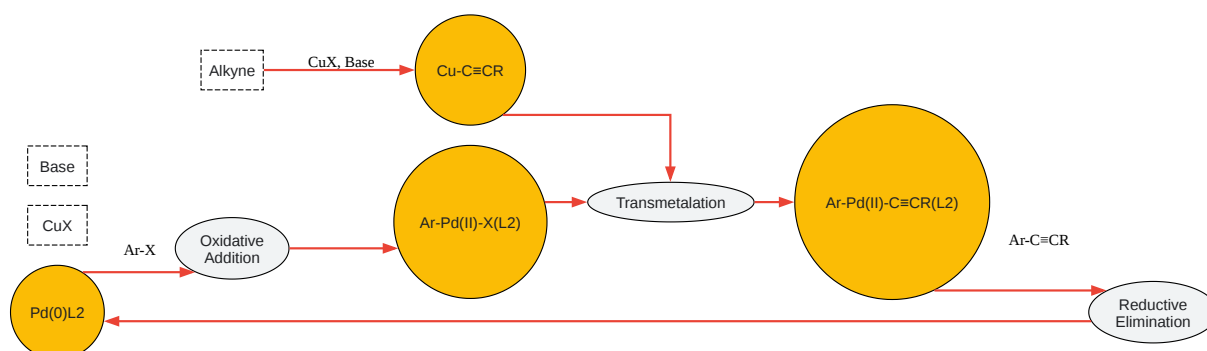 Alkyne
CuX, Base
Cu-C≡CR
Base
CuX
Ar-X
Oxidative
Addition
Pd(0)L2
Ar-Pd(II)-X(L2)
Transmetalation
Ar-Pd(II)-C≡CR(L2)
Ar-C≡CR
Reductive
Elimination